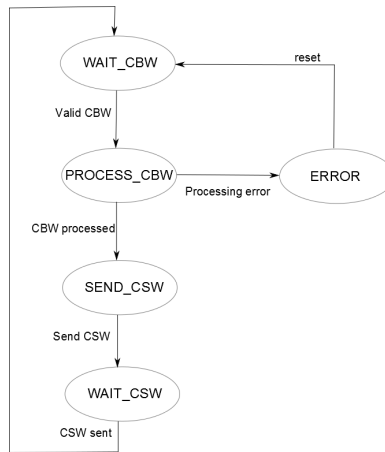 reset
WAIT_CBW
Valid CBW
PROCESS_CBW
ERROR
Processing error
CBW processed
SEND_CSW
Send CSW
WAIT_CSW
CSW sent